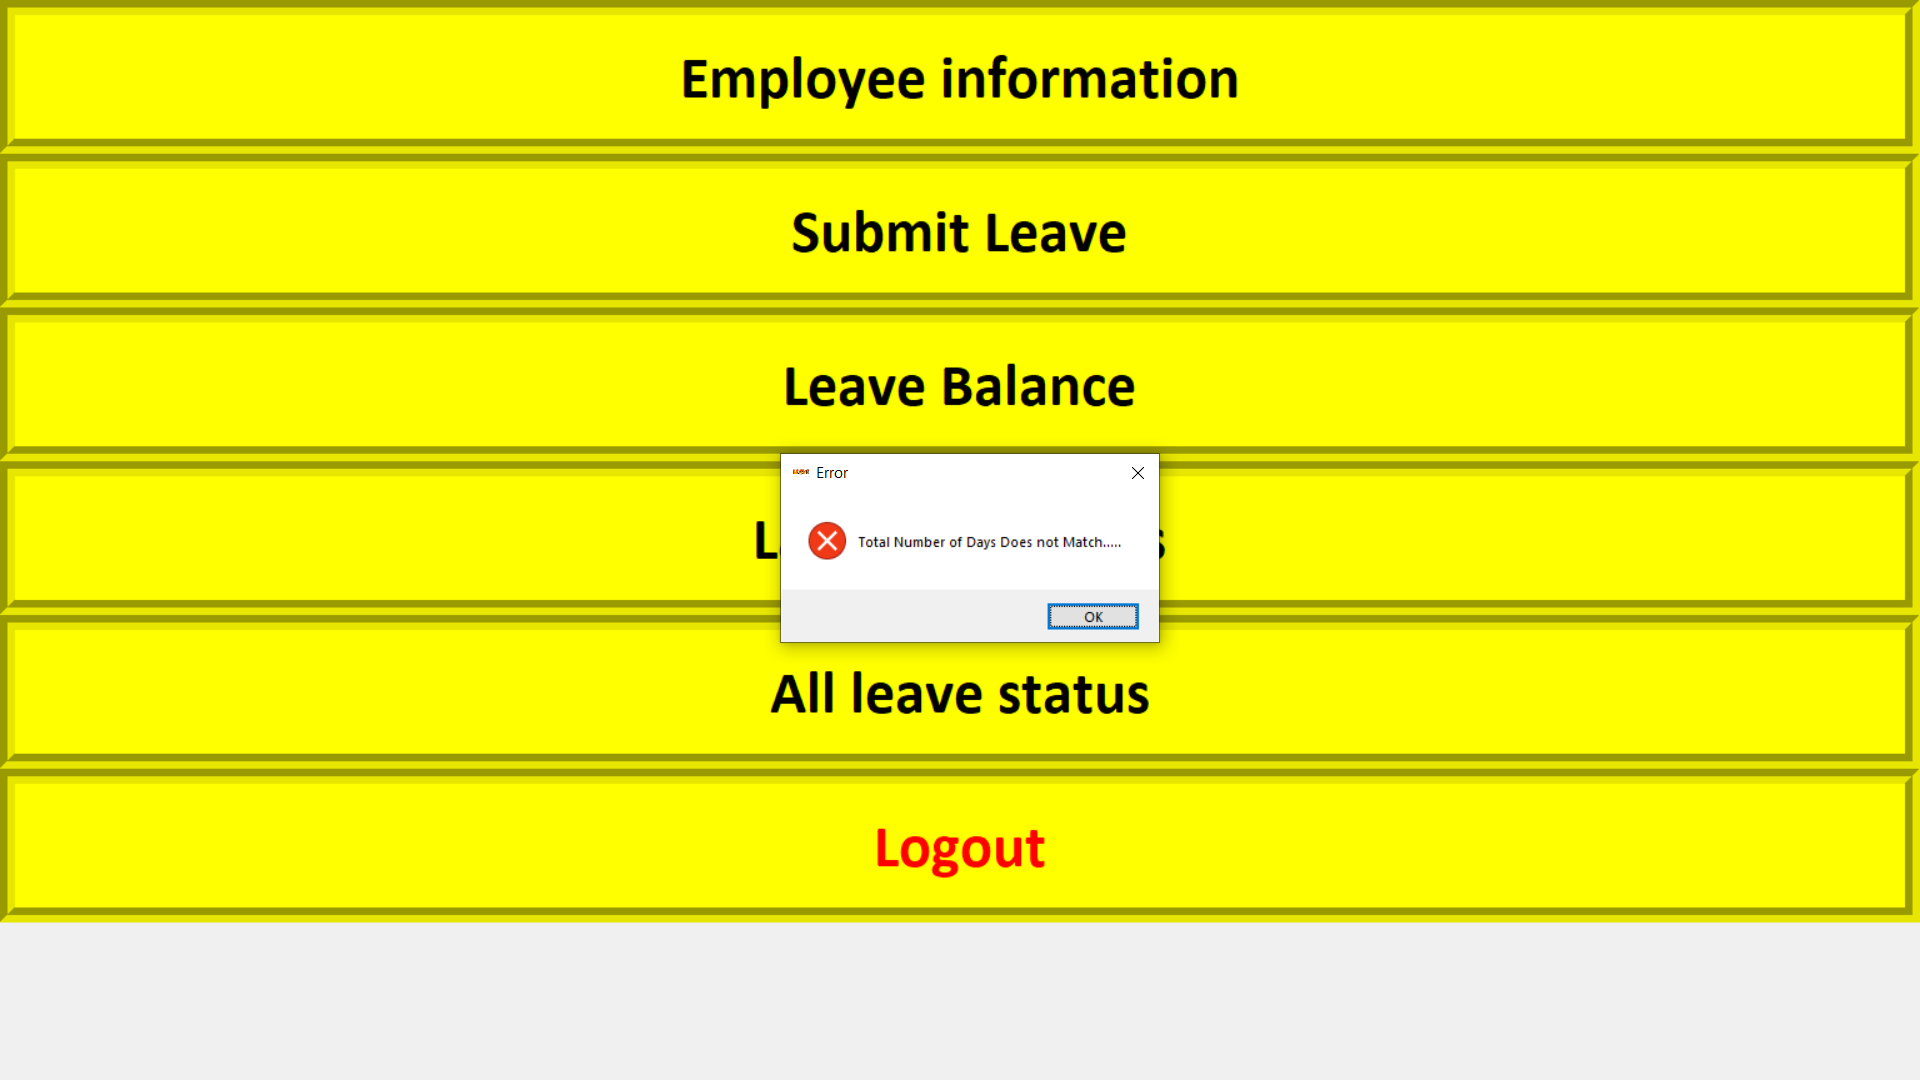 Employee information
Submit Leave
Leave Balance
Error
Total Number of Days Does not Match.....
OK
All leave status
Logout